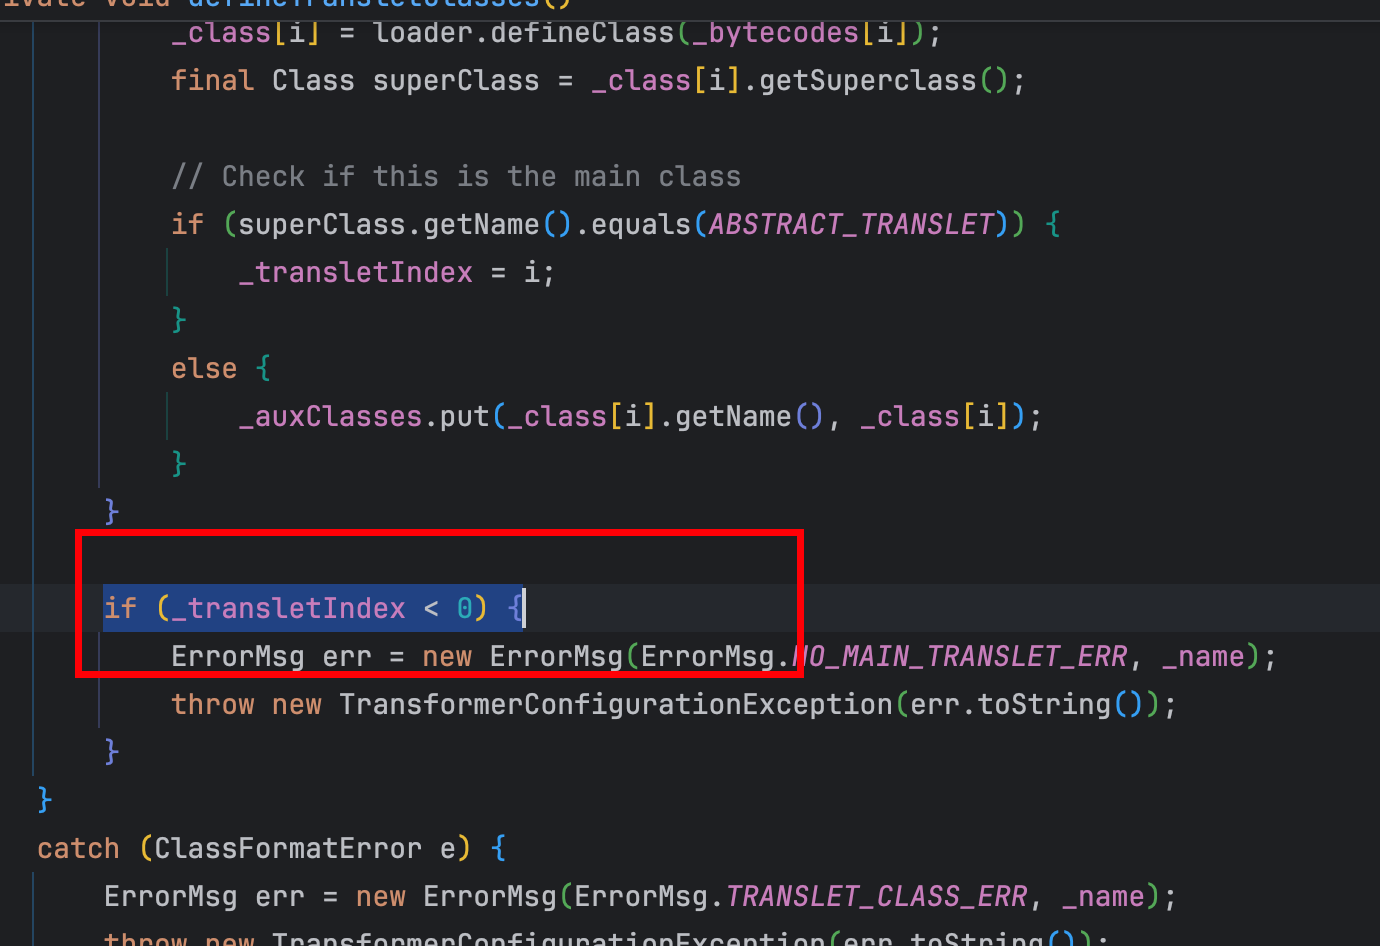 ivate void defineTransletClasses()
_class[i] = loader.defineClass(_bytecodes[i]);
final Class superClass = _class[i].getSuperclass();
// Check if this is the main class
if (superClass.getName().equals(ABSTRACT_TRANSLET)) {
_transletIndex = i;
}
else {
_auxClasses.put(_class[i].getName(), _class[i]);
}
}
if (_transletIndex < 0) {
ErrorMsg err = new ErrorMsg(ErrorMsg.NO_MAIN_TRANSLET_ERR, _name);
throw new TransformerConfigurationException(err.toString());
}
}
catch (ClassFormatError e) {
ErrorMsg err = new ErrorMsg(ErrorMsg.TRANSLET_CLASS_ERR, _name);
throw new TransformerConfigurationException(err.toString());